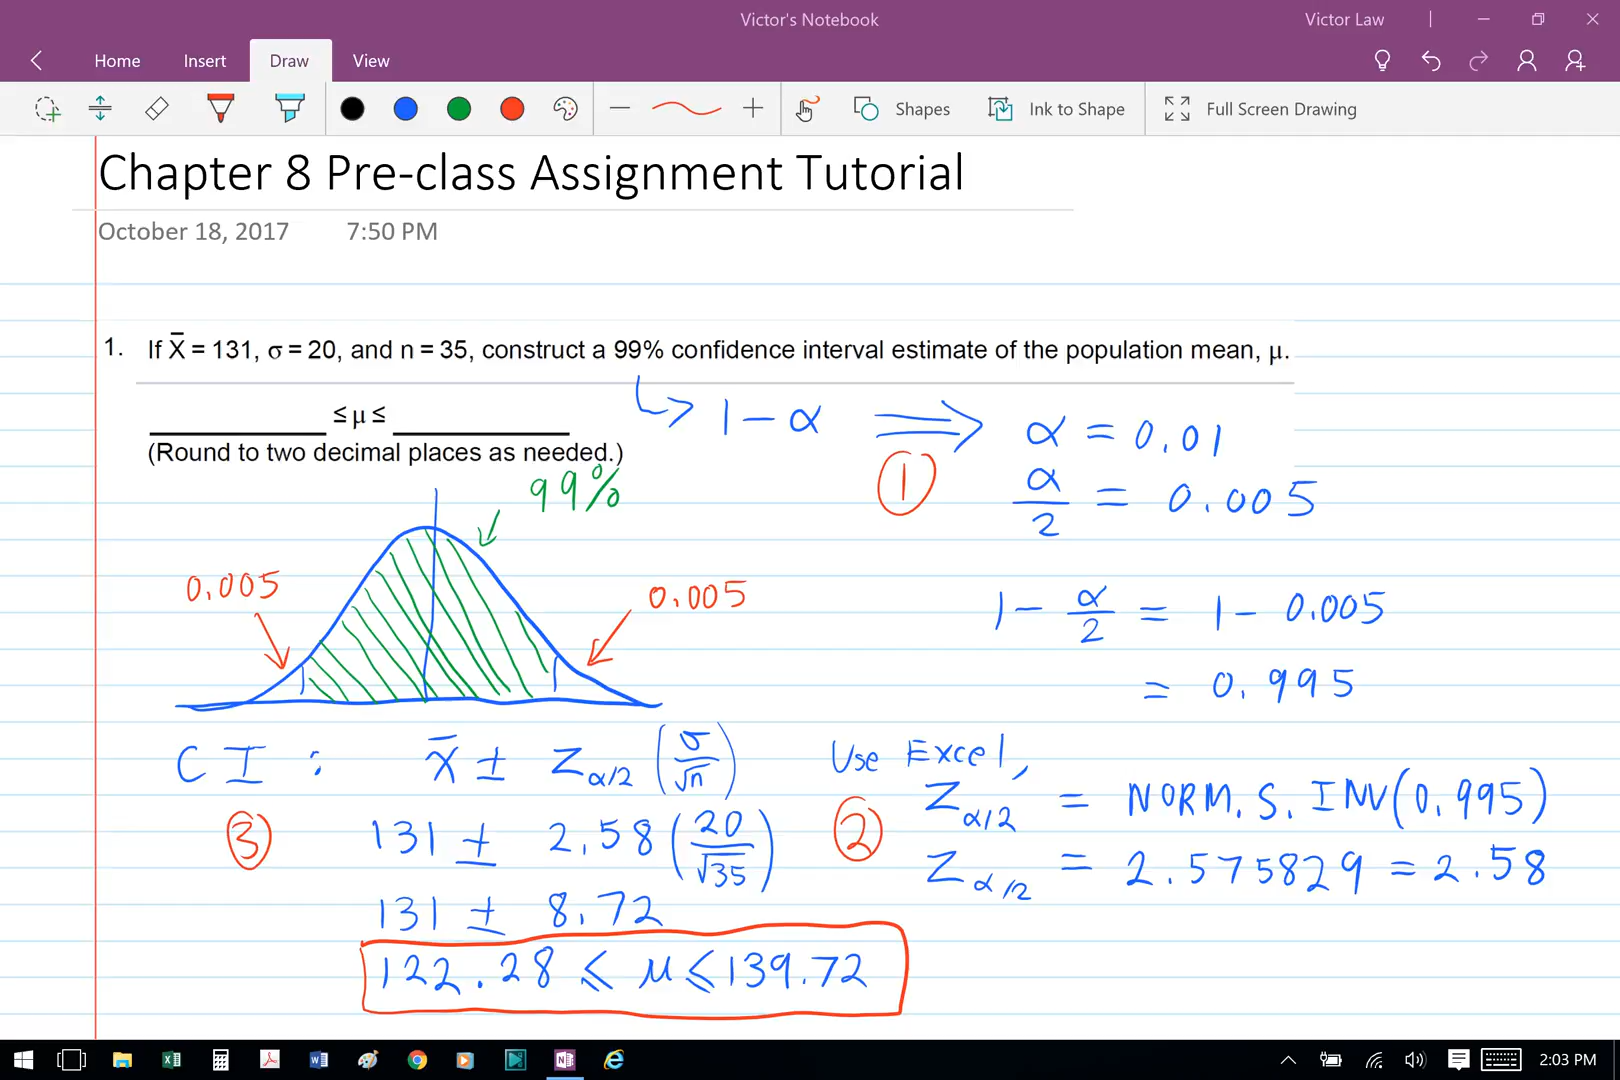 Victor's Notebook
Victor Law
Home Insert Draw View
Shapes Ink to Shape Full Screen Drawing
Chapter 8 Pre-class Assignment Tutorial
October 18, 2017 7:50 PM
1. If X̄ = 131, σ = 20, and n = 35, construct a 99% confidence interval estimate of the population mean, μ.
≤ μ ≤
(Round to two decimal places as needed.)
1 - α ⟹ α = 0.01
①
α/2 = 0.005
99%
0.005
0.005
1 - α/2 = 1 - 0.005
= 0.995
CI : X̄ ± Zα/2 (σ/√n)
③ 131 ± 2.58 (20/√35)
131 ± 8.72
122.28 ≤ μ ≤ 139.72
Use Excel,
② Zα/2 = NORM.S.INV(0.995)
Zα/2 = 2.575829 = 2.58
2:03 PM